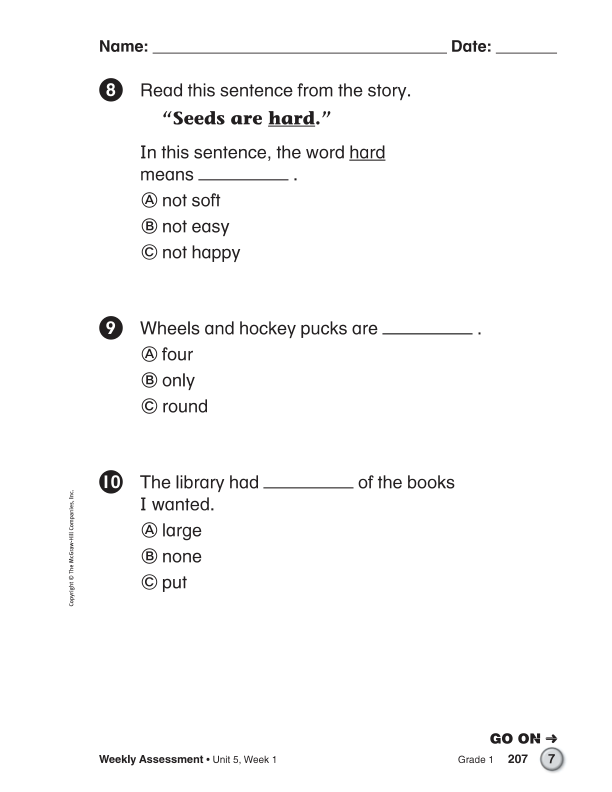 Name: ______________________ Date: ______
8 Read this sentence from the story.
“Seeds are hard.”
In this sentence, the word hard
means __________ .
A not soft
B not easy
C not happy
9 Wheels and hockey pucks are __________ .
A four
B only
C round
10 The library had __________ of the books
I wanted.
A large
B none
C put
Copyright © The McGraw-Hill Companies, Inc.
GO ON ➜
Weekly Assessment • Unit 5, Week 1 Grade 1 207 7